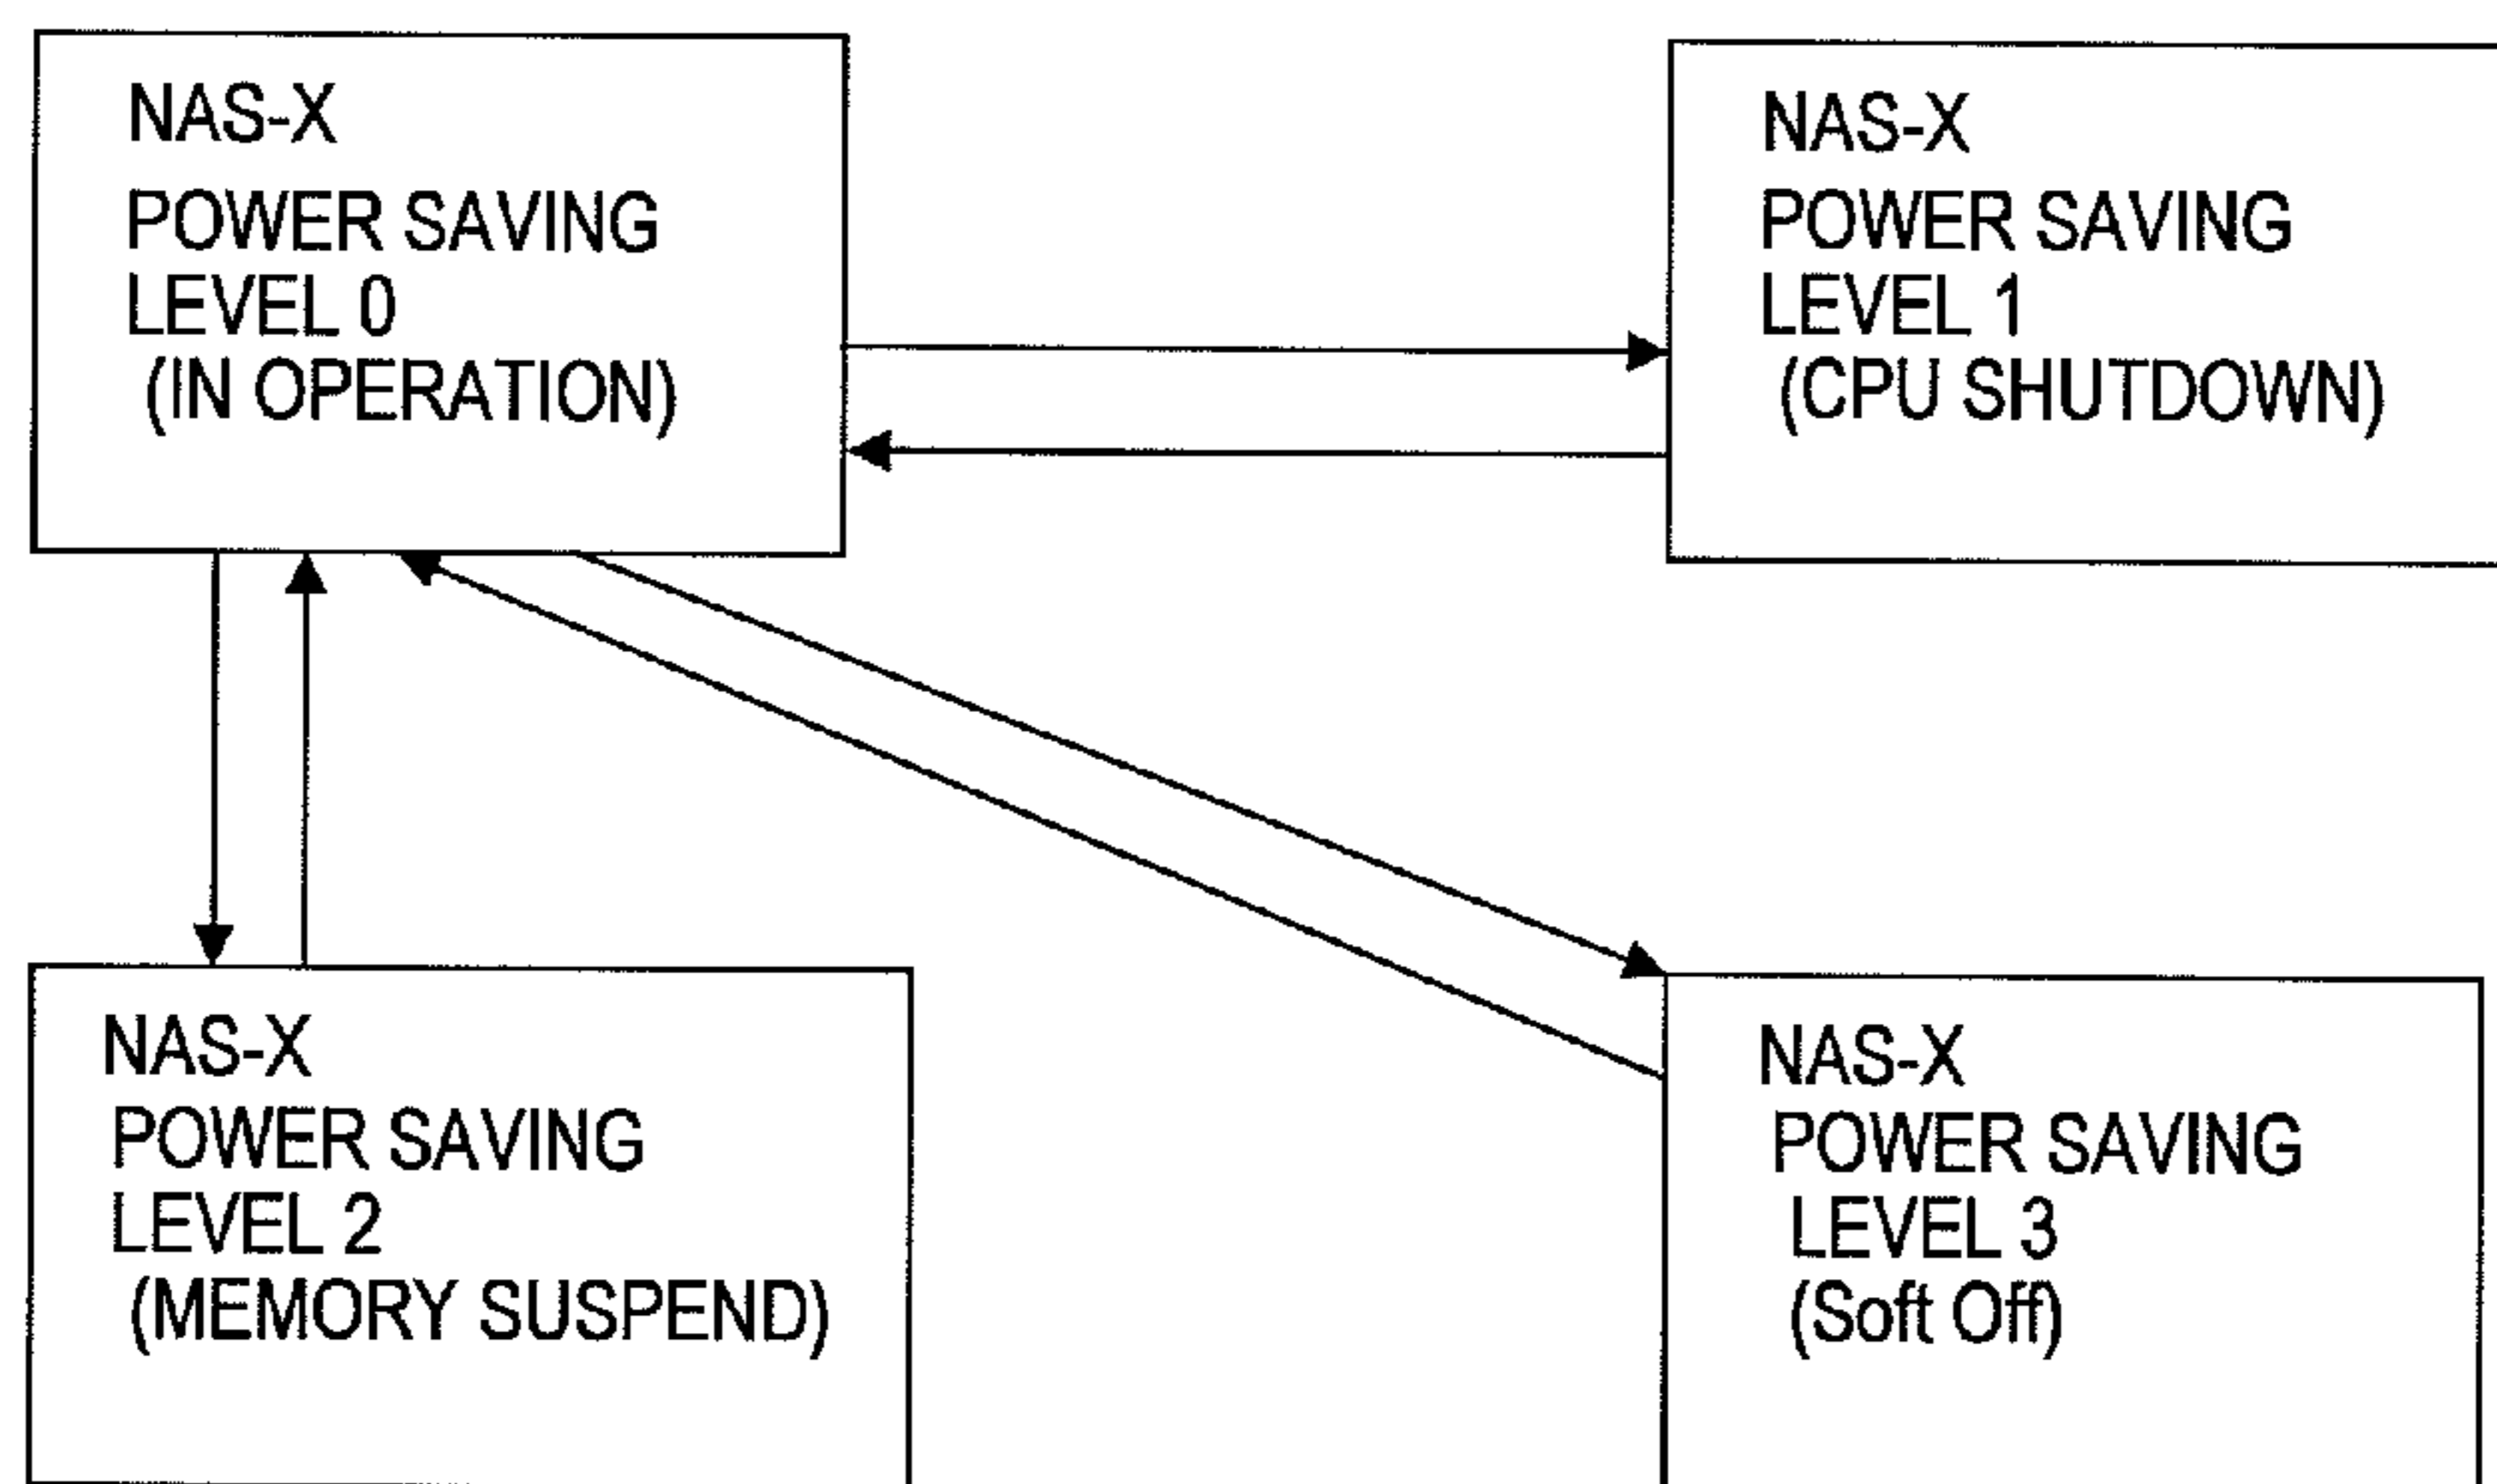 NAS-X
POWER SAVING
LEVEL 0
(IN OPERATION)
NAS-X
POWER SAVING
LEVEL 1
(CPU SHUTDOWN)
NAS-X
POWER SAVING
LEVEL 2
(MEMORY SUSPEND)
NAS-X
POWER SAVING
LEVEL 3
(Soft Off)